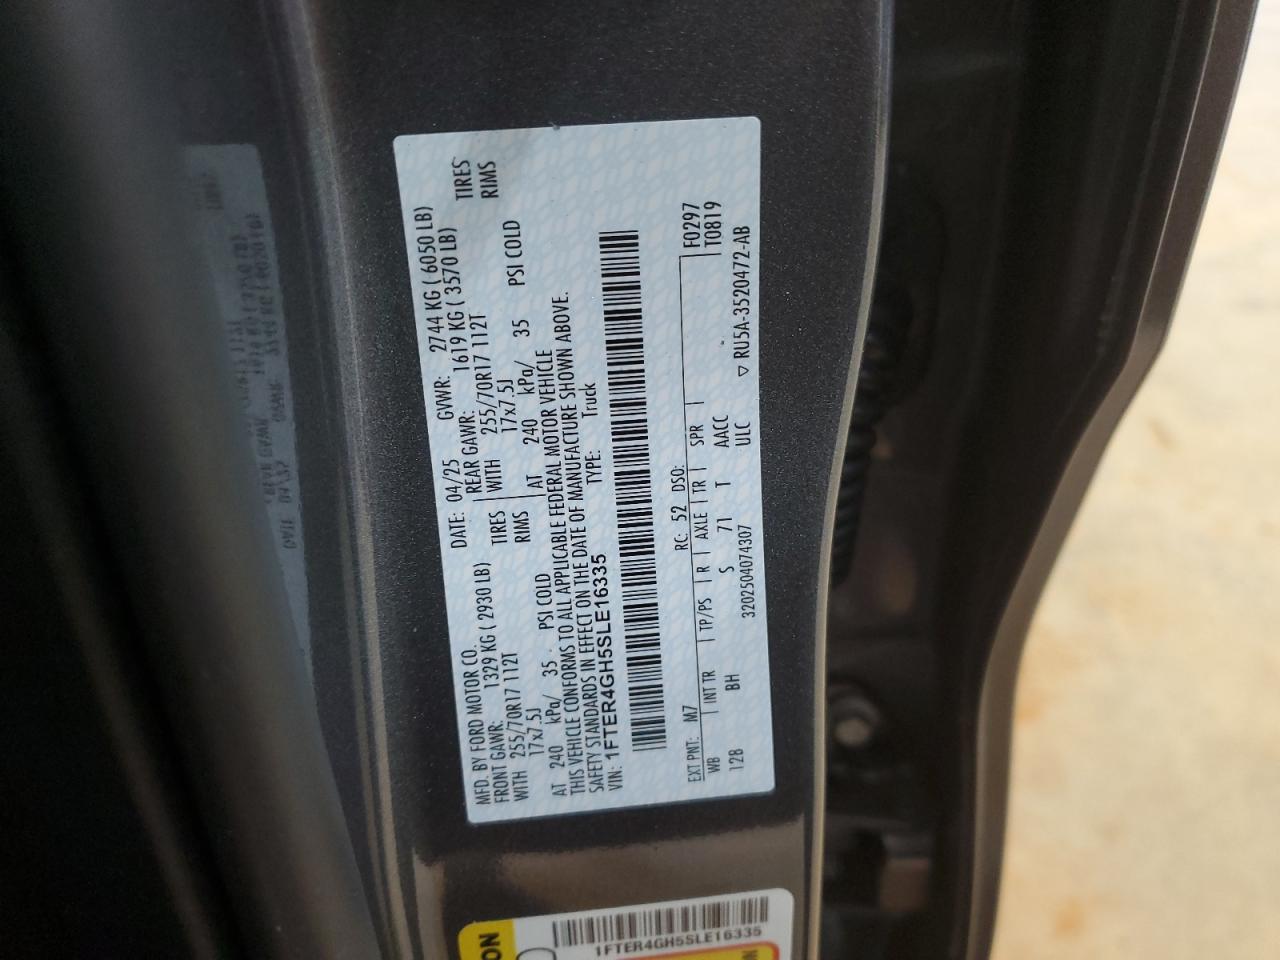 MFD. BY FORD MOTOR CO. DATE: 04/25 GVWR: 2744 KG ( 6050 LB)
FRONT GAWR: 1329 KG ( 2930 LB) REAR GAWR: 1619 KG ( 3570 LB)
WITH 255/70R17 112T TIRES WITH 255/70R17 112T TIRES
17x7.5J RIMS 17x7.5J RIMS
AT 240 kPa/ 35 PSI COLD AT 240 kPa/ 35 PSI COLD
THIS VEHICLE CONFORMS TO ALL APPLICABLE FEDERAL MOTOR VEHICLE
SAFETY STANDARDS IN EFFECT ON THE DATE OF MANUFACTURE SHOWN ABOVE.
VIN: 1FTER4GH5SLE16335 TYPE: Truck
EXT PNT: M7 RC: 52 DSO: F0297
WB INT TR TP/PS R AXLE TR SPR T0819
12B BH S 71 T AACC
3202504074307 ULC ▽ RU5A-3520472-AB
1FTER4GH5SLE16335